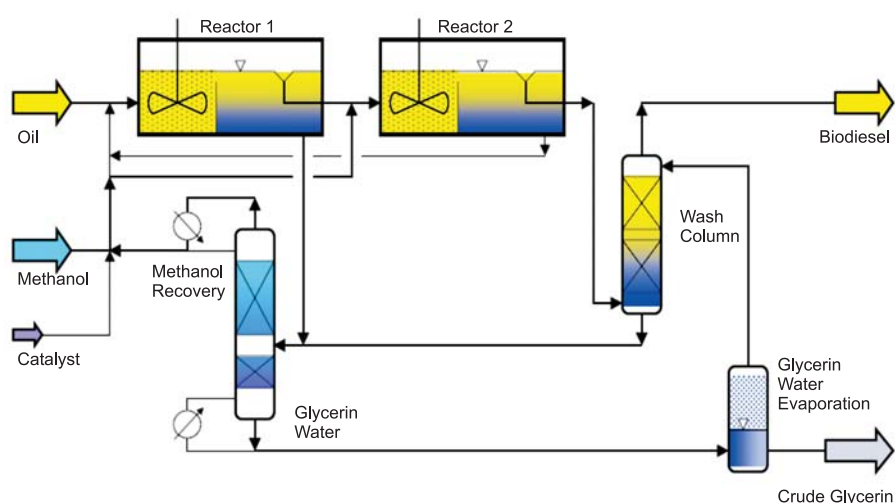 Reactor 1
Reactor 2
Oil
Biodiesel
Wash
Column
Methanol
Methanol
Recovery
Catalyst
Glycerin
Water
Evaporation
Glycerin
Water
Crude Glycerin